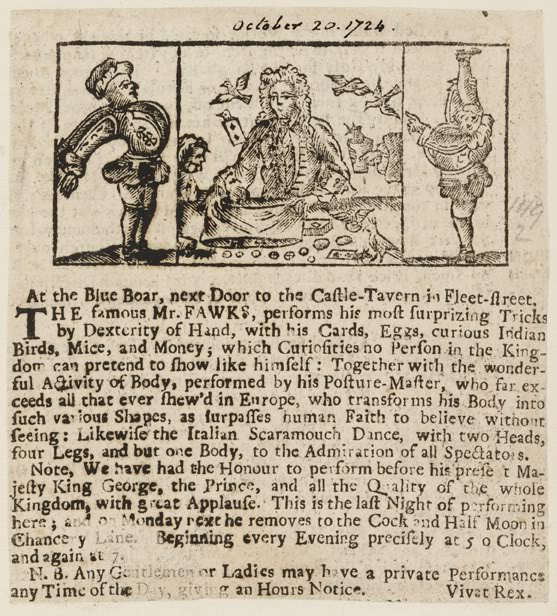 October 20. 1724.
At the Blue Boar, next Door to the Caſtle-Tavern in Fleet-ſtreet,
THE famous Mr. FAWKS, performs his moſt ſurprizing Tricks
by Dexterity of Hand, with his Cards, Eggs, curious Indian
Birds, Mice, and Money; which Curioſities no Perſon in the King-
dom can pretend to ſhow like himſelf: Together with the wonder-
ful Activity of Body, performed by his Poſture-Maſter, who far ex-
ceeds all that ever ſhew'd in Europe, who transforms his Body into
ſuch various Shapes, as ſurpaſſes human Faith to believe without
ſeeing: Likewiſe the Italian Scaramouch Dance, with two Heads,
four Legs, and but one Body, to the Admiration of all Spectators.
Note, We have had the Honour to perform before his preſe t Ma-
jeſty King George, the Prince, and all the Quality of the whole
Kingdom, with great Applauſe. This is the laſt Night of performing
here; and on Monday next he removes to the Cock and Half Moon in
Chancery Lane. Beginning every Evening preciſely at 5 o Clock,
and again at 7.
N. B. Any Gentlemen or Ladies may have a private Performance
any Time of the Day, giving an Hours Notice. Vivat Rex.